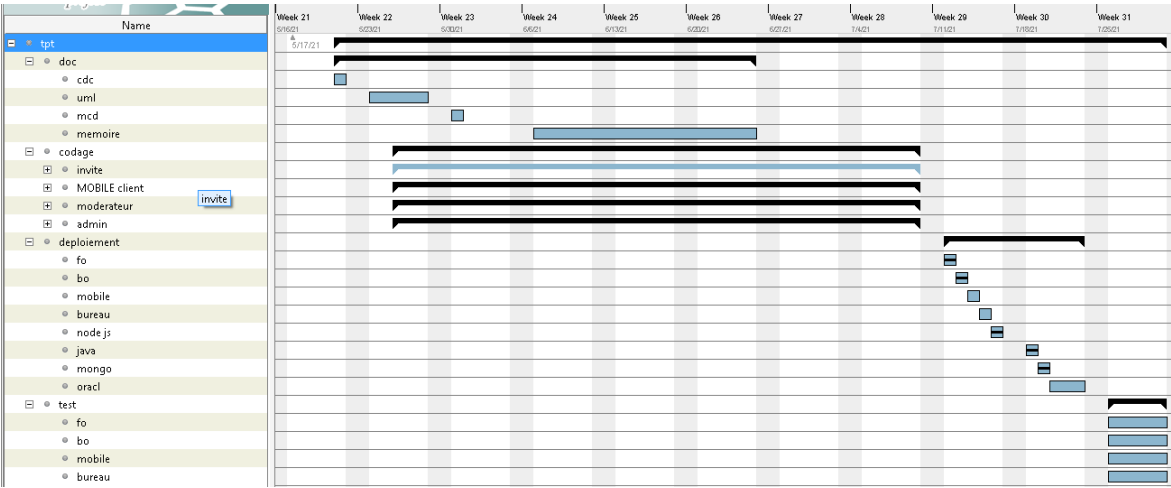 Name
Week 21 Week 22 Week 23 Week 24 Week 25 Week 26 Week 27 Week 28 Week 29 Week 30 Week 31
5/16/21 5/23/21 5/30/21 6/6/21 6/13/21 6/20/21 6/27/21 7/4/21 7/11/21 7/18/21 7/25/21
tpt
5/17/21
doc
cdc
uml
mcd
memoire
codage
invite
MOBILE client
invite
moderateur
admin
deploiement
fo
bo
mobile
bureau
node js
java
mongo
oracl
test
fo
bo
mobile
bureau